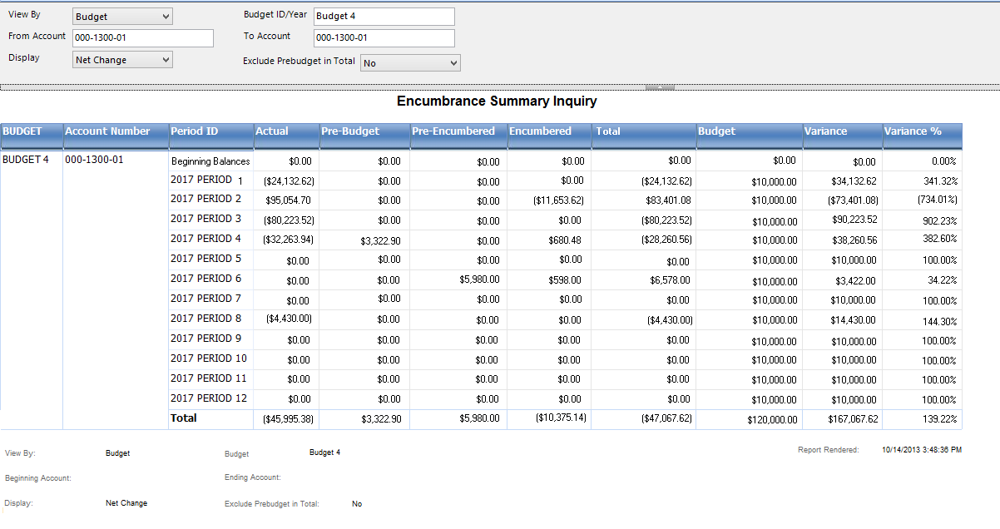 View By Budget Budget ID/Year Budget 4
From Account 000-1300-01 To Account 000-1300-01
Display Net Change Exclude Prebudget in Total No
Encumbrance Summary Inquiry
BUDGET Account Number Period ID Actual Pre-Budget Pre-Encumbered Encumbered Total Budget Variance Variance %
BUDGET 4 000-1300-01 Beginning Balances $0.00 $0.00 $0.00 $0.00 $0.00 $0.00 $0.00 0.00%
2017 PERIOD 1 ($24,132.62) $0.00 $0.00 $0.00 ($24,132.62) $10,000.00 $34,132.62 341.32%
2017 PERIOD 2 $95,054.70 $0.00 $0.00 ($11,653.62) $83,401.08 $10,000.00 ($73,401.08) (734.01%)
2017 PERIOD 3 ($80,223.52) $0.00 $0.00 $0.00 ($80,223.52) $10,000.00 $90,223.52 902.23%
2017 PERIOD 4 ($32,263.94) $3,322.90 $0.00 $680.48 ($28,260.56) $10,000.00 $38,260.56 382.60%
2017 PERIOD 5 $0.00 $0.00 $0.00 $0.00 $0.00 $10,000.00 $10,000.00 100.00%
2017 PERIOD 6 $0.00 $0.00 $5,980.00 $598.00 $6,578.00 $10,000.00 $3,422.00 34.22%
2017 PERIOD 7 $0.00 $0.00 $0.00 $0.00 $0.00 $10,000.00 $10,000.00 100.00%
2017 PERIOD 8 ($4,430.00) $0.00 $0.00 $0.00 ($4,430.00) $10,000.00 $14,430.00 144.30%
2017 PERIOD 9 $0.00 $0.00 $0.00 $0.00 $0.00 $10,000.00 $10,000.00 100.00%
2017 PERIOD 10 $0.00 $0.00 $0.00 $0.00 $0.00 $10,000.00 $10,000.00 100.00%
2017 PERIOD 11 $0.00 $0.00 $0.00 $0.00 $0.00 $10,000.00 $10,000.00 100.00%
2017 PERIOD 12 $0.00 $0.00 $0.00 $0.00 $0.00 $10,000.00 $10,000.00 100.00%
Total ($45,995.38) $3,322.90 $5,980.00 ($10,375.14) ($47,067.62) $120,000.00 $167,067.62 139.22%
View By: Budget Budget Budget 4 Report Rendered: 10/14/2013 3:48:36 PM
Beginning Account: Ending Account:
Display: Net Change Exclude Prebudget in Total: No